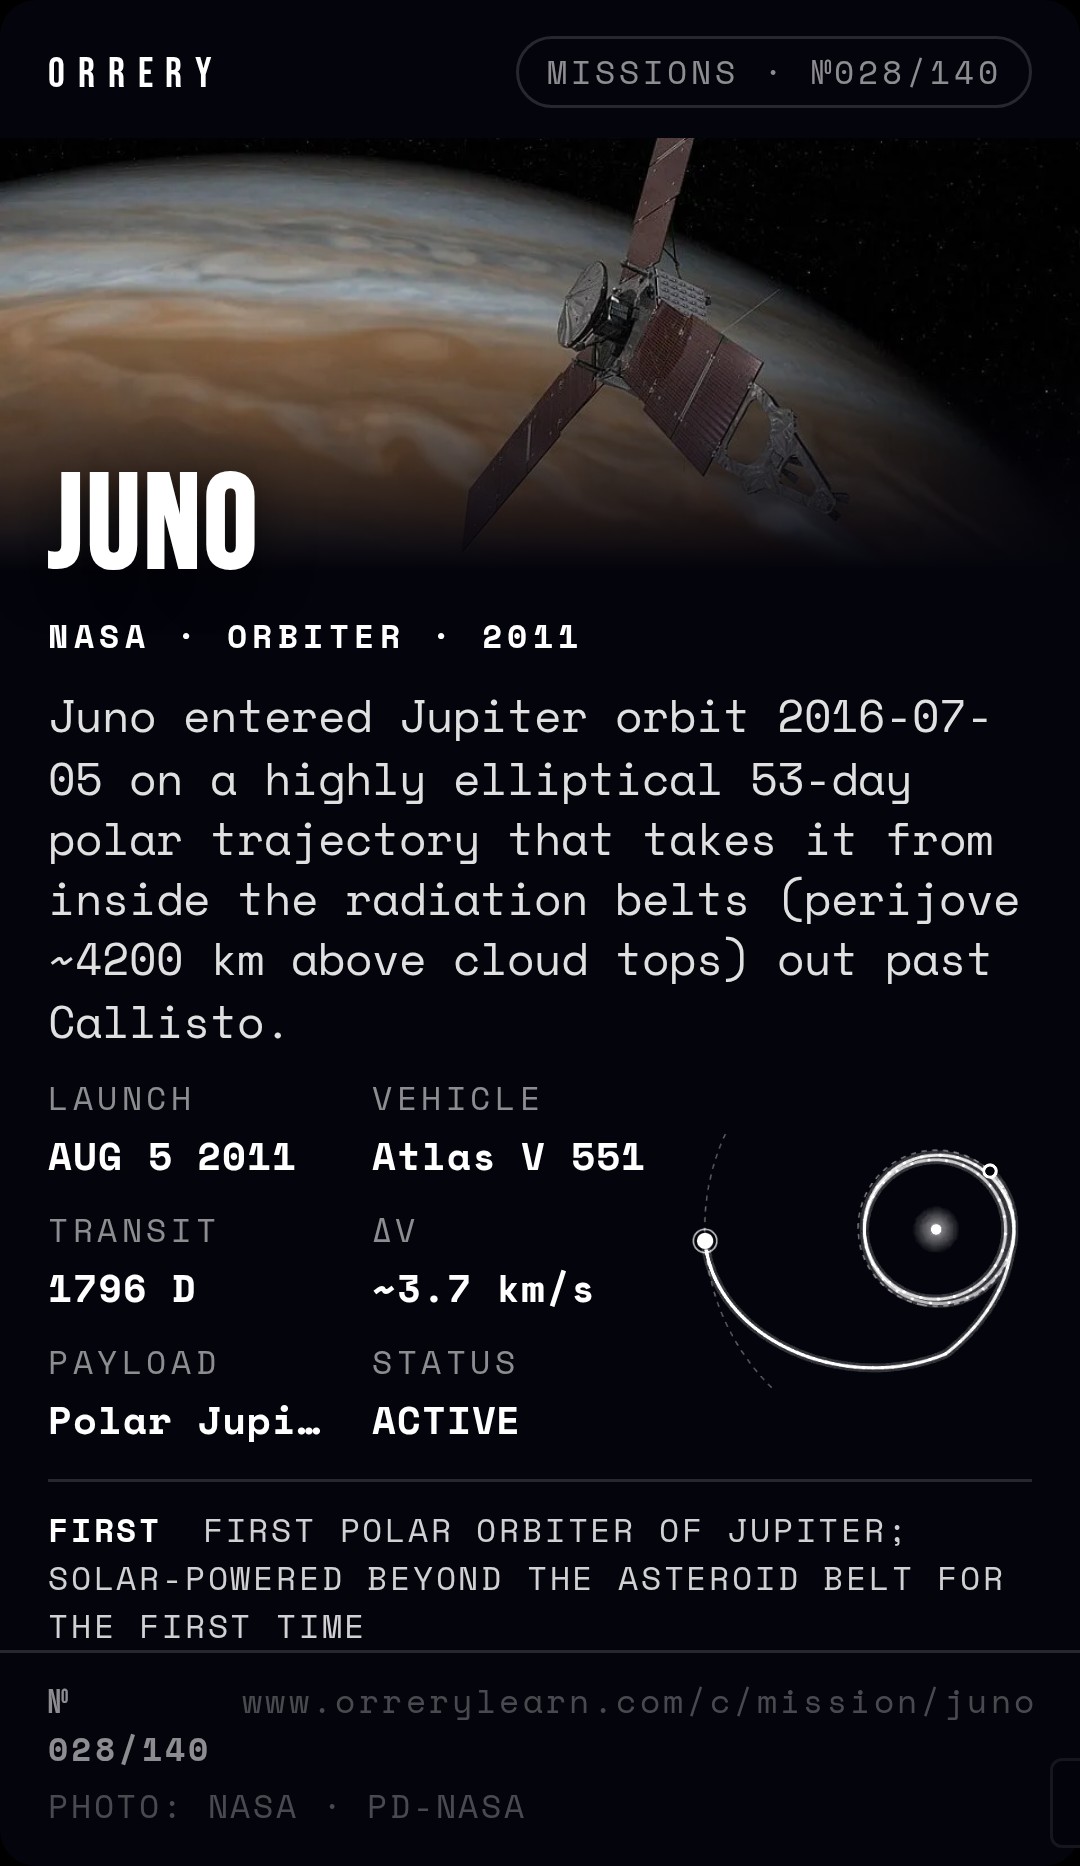 ORRERY
MISSIONS · №028/140
JUNO
NASA · ORBITER · 2011
Juno entered Jupiter orbit 2016-07-
05 on a highly elliptical 53-day
polar trajectory that takes it from
inside the radiation belts (perijove
~4200 km above cloud tops) out past
Callisto.
LAUNCH
AUG 5 2011
VEHICLE
Atlas V 551
TRANSIT
1796 D
ΔV
~3.7 km/s
PAYLOAD
Polar Jupi…
STATUS
ACTIVE
FIRST FIRST POLAR ORBITER OF JUPITER;
SOLAR-POWERED BEYOND THE ASTEROID BELT FOR
THE FIRST TIME
№
028/140
www.orrerylearn.com/c/mission/juno
PHOTO: NASA · PD-NASA